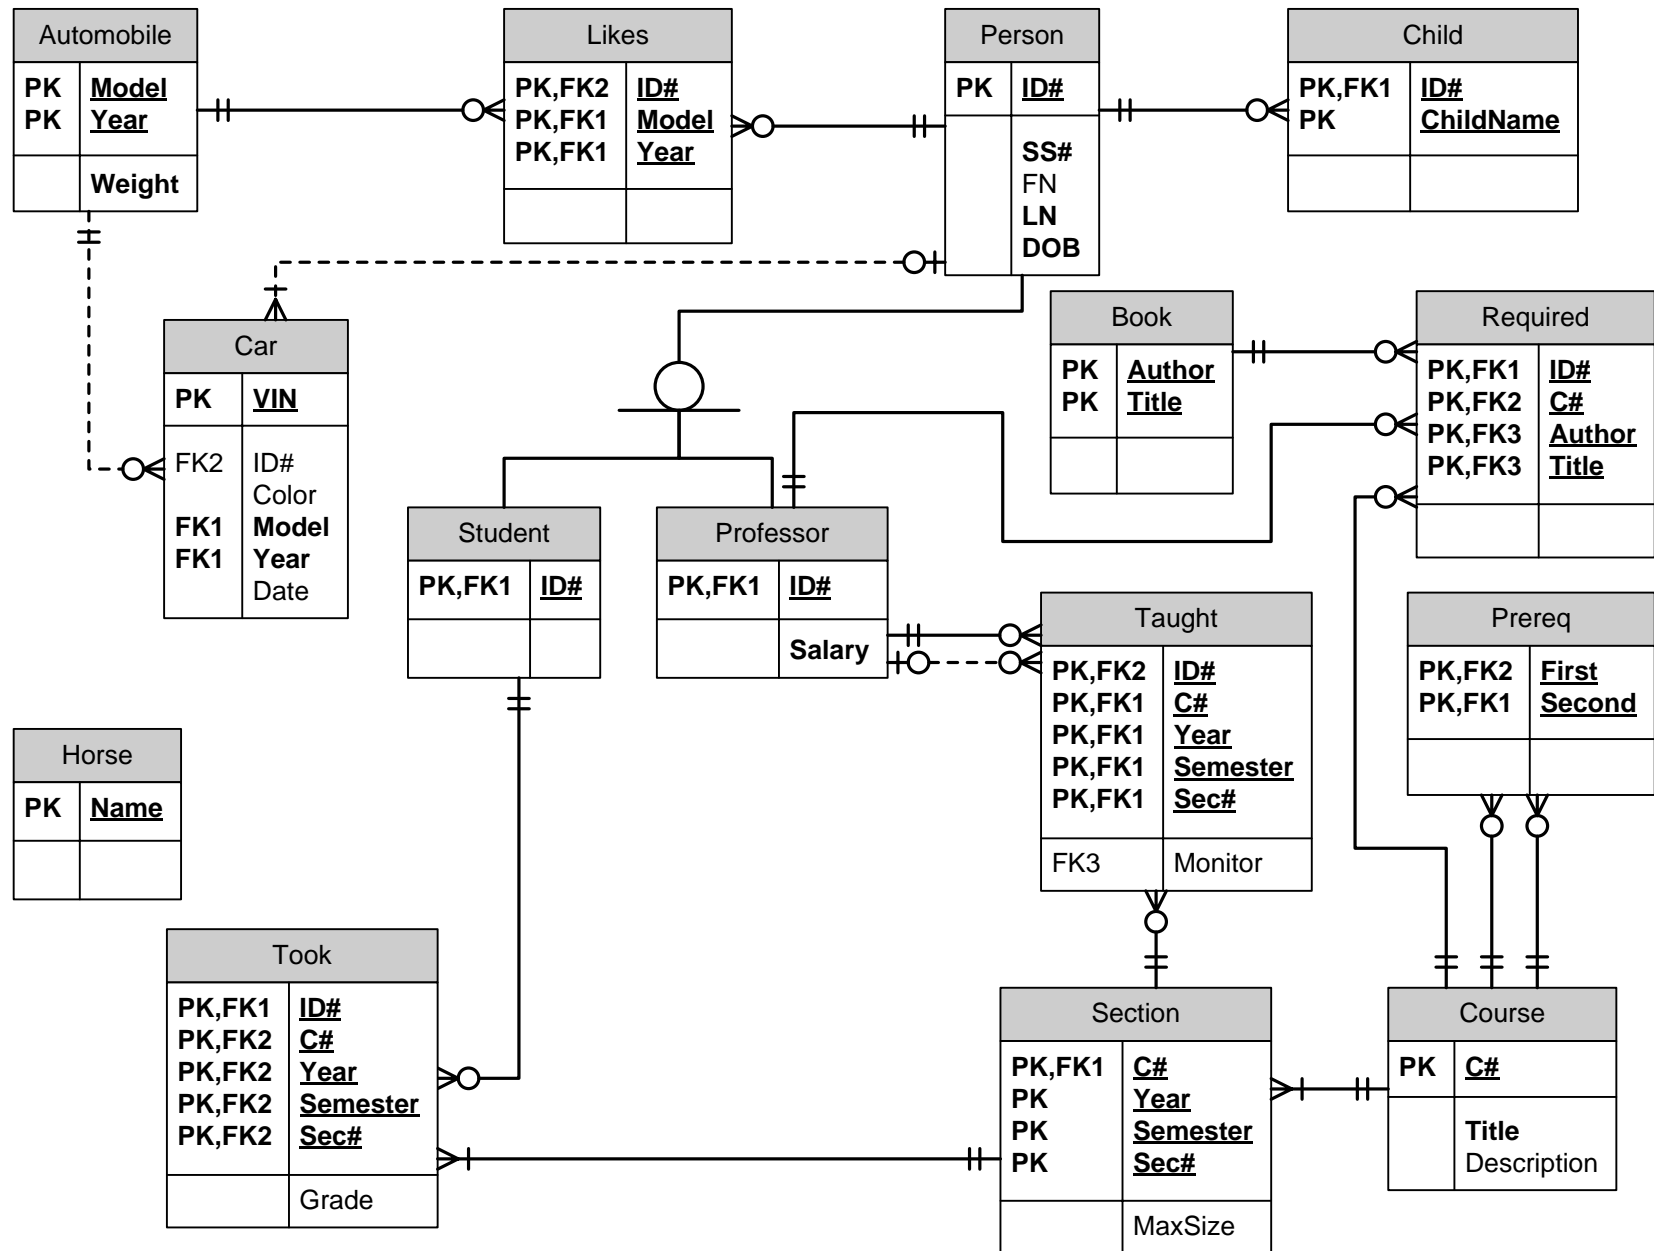 Automobile
PK Model
PK Year
Weight
Likes
PK,FK2 ID#
PK,FK1 Model
PK,FK1 Year
Person
PK ID#
SS#
FN
LN
DOB
Child
PK,FK1 ID#
PK ChildName
Car
PK VIN
FK2 ID#
Color
FK1 Model
FK1 Year
Date
Book
PK Author
PK Title
Required
PK,FK1 ID#
PK,FK2 C#
PK,FK3 Author
PK,FK3 Title
Student
PK,FK1 ID#
Professor
PK,FK1 ID#
Salary
Taught
PK,FK2 ID#
PK,FK1 C#
PK,FK1 Year
PK,FK1 Semester
PK,FK1 Sec#
FK3 Monitor
Prereq
PK,FK2 First
PK,FK1 Second
Horse
PK Name
Took
PK,FK1 ID#
PK,FK2 C#
PK,FK2 Year
PK,FK2 Semester
PK,FK2 Sec#
Grade
Section
PK,FK1 C#
PK Year
PK Semester
PK Sec#
MaxSize
Course
PK C#
Title
Description